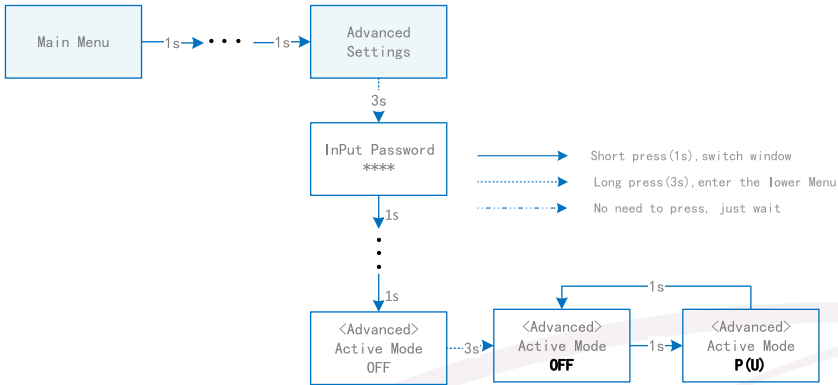 Main Menu
1s
• • •
1s
Advanced
Settings
3s
InPut Password
****
1s
1s
Short press(1s), switch window
Long press(3s), enter the lower Menu
No need to press, just wait
1s
<Advanced>
Active Mode
OFF
3s
<Advanced>
Active Mode
OFF
1s
<Advanced>
Active Mode
P(U)